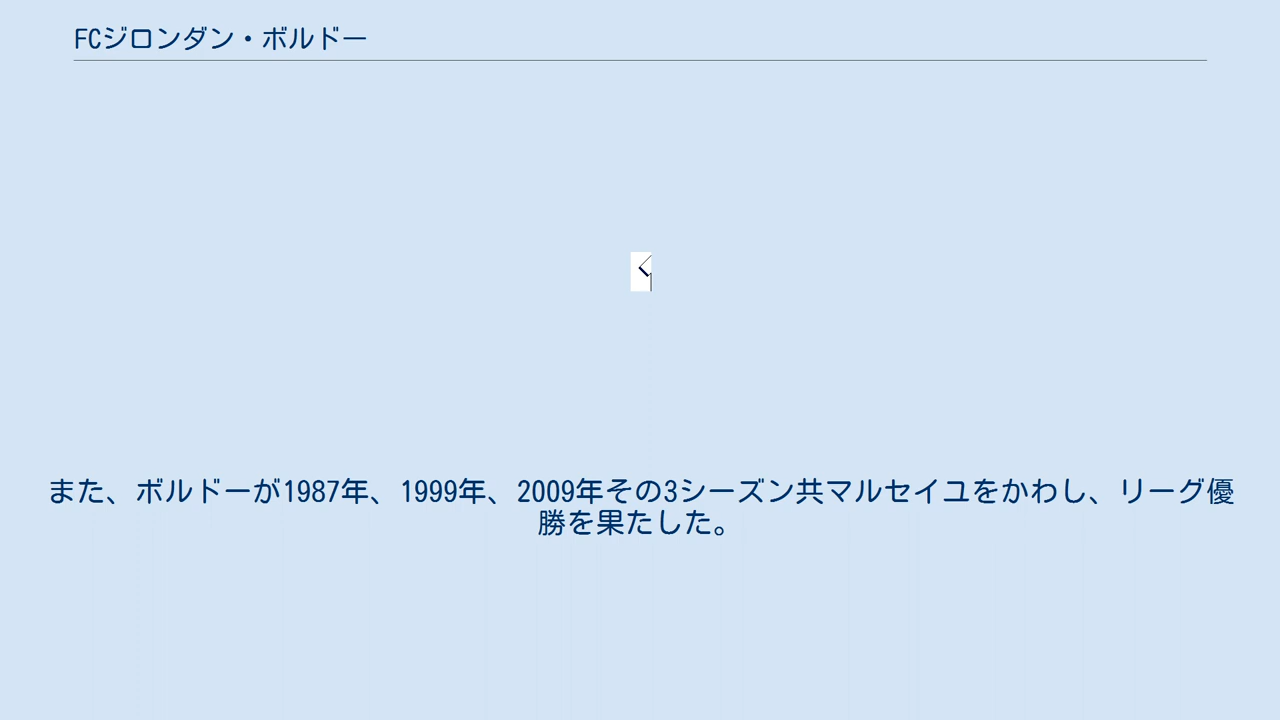 FCジロンダン・ボルドー
また、ボルドーが1987年、1999年、2009年その3シーズン共マルセイユをかわし、リーグ優
勝を果たした。